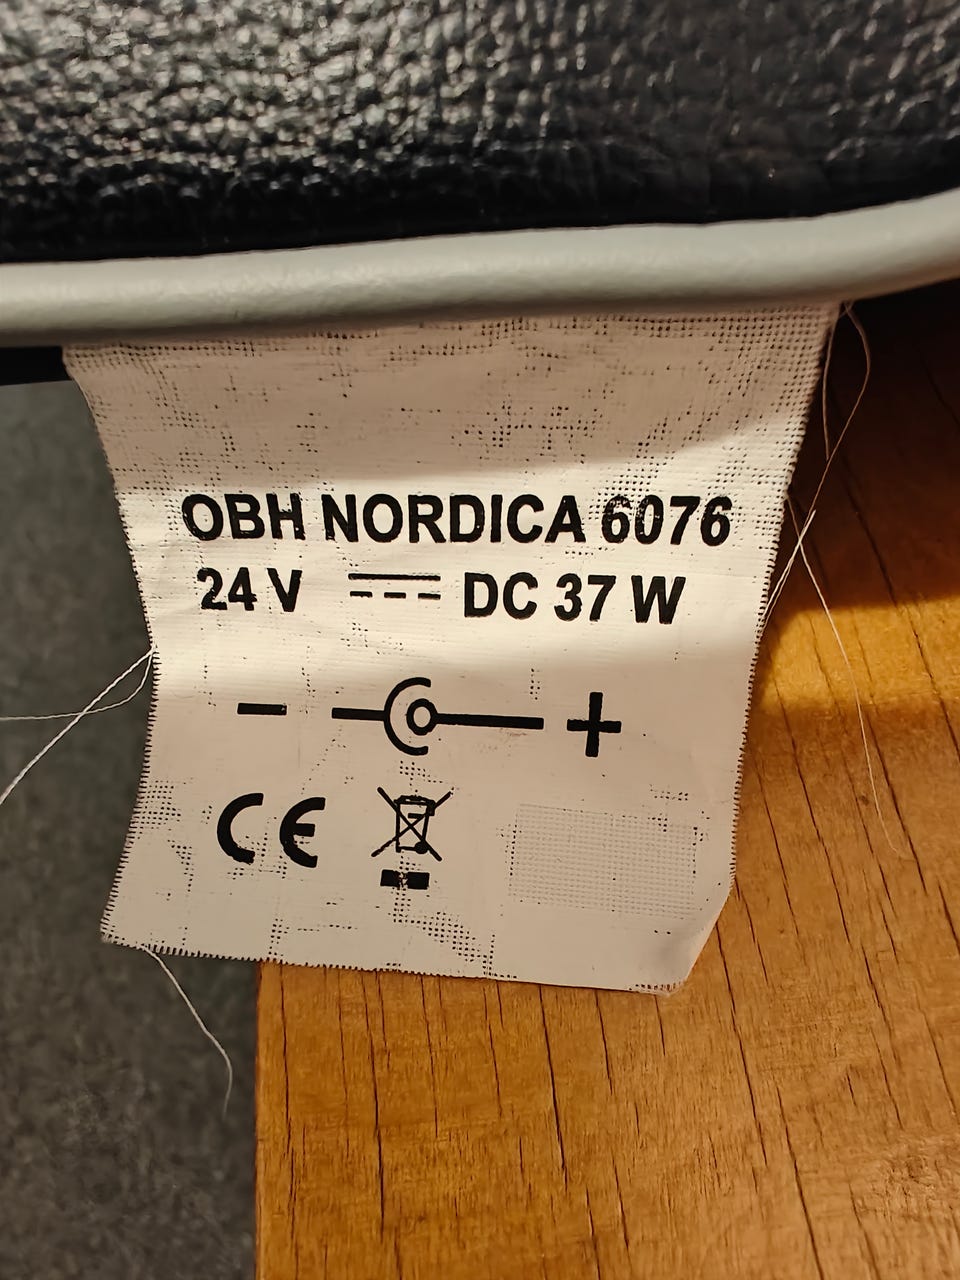 OBH NORDICA 6076
24 V ⎓ DC 37 W
− +
CE